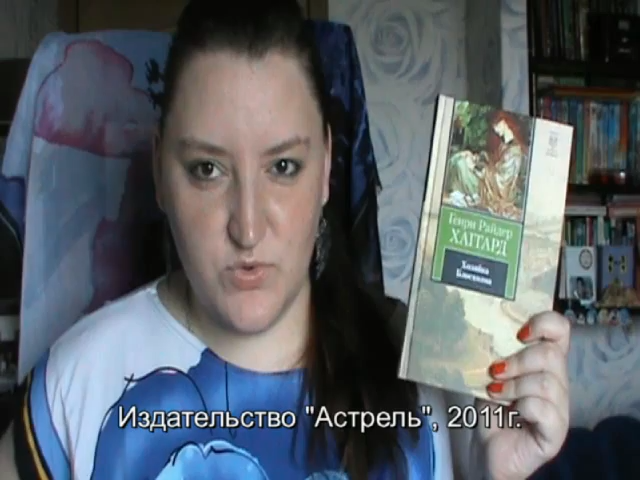 Генри Райдер
ХАГГАРД
Хозяйка
Блосхолма
Издательство "Астрель", 2011г.